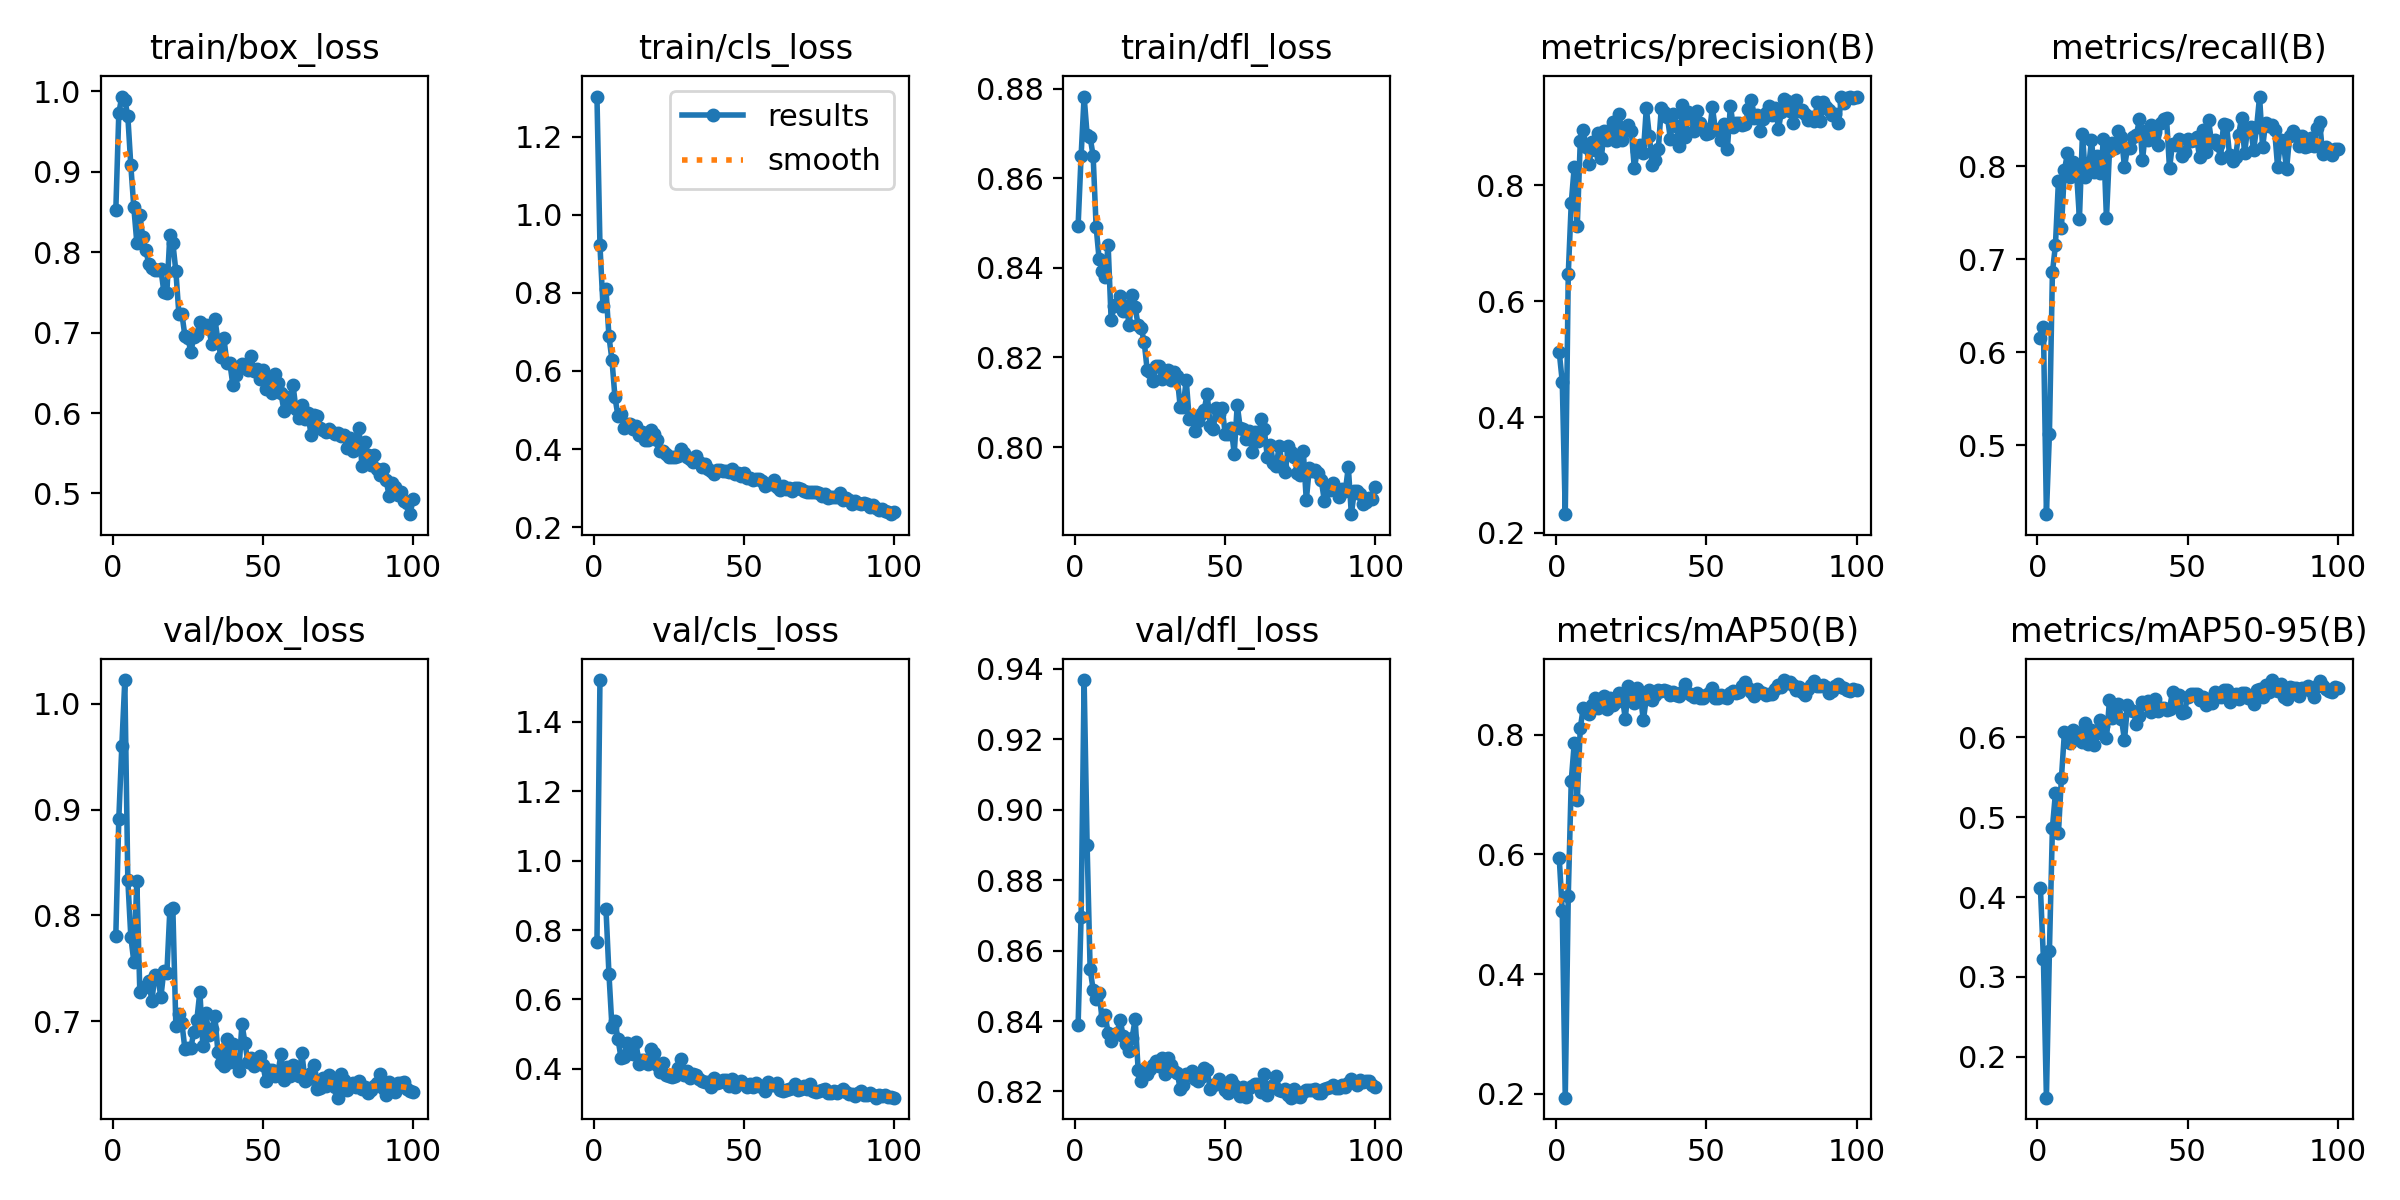 train/box_loss
1.0
0.9
0.8
0.7
0.6
0.5
0 50 100
train/cls_loss
results
smooth
1.2
1.0
0.8
0.6
0.4
0.2
0 50 100
train/dfl_loss
0.88
0.86
0.84
0.82
0.80
0 50 100
metrics/precision(B)
0.8
0.6
0.4
0.2
0 50 100
metrics/recall(B)
0.8
0.7
0.6
0.5
0 50 100
val/box_loss
1.0
0.9
0.8
0.7
0 50 100
val/cls_loss
1.4
1.2
1.0
0.8
0.6
0.4
0 50 100
val/dfl_loss
0.94
0.92
0.90
0.88
0.86
0.84
0.82
0 50 100
metrics/mAP50(B)
0.8
0.6
0.4
0.2
0 50 100
metrics/mAP50-95(B)
0.6
0.5
0.4
0.3
0.2
0 50 100